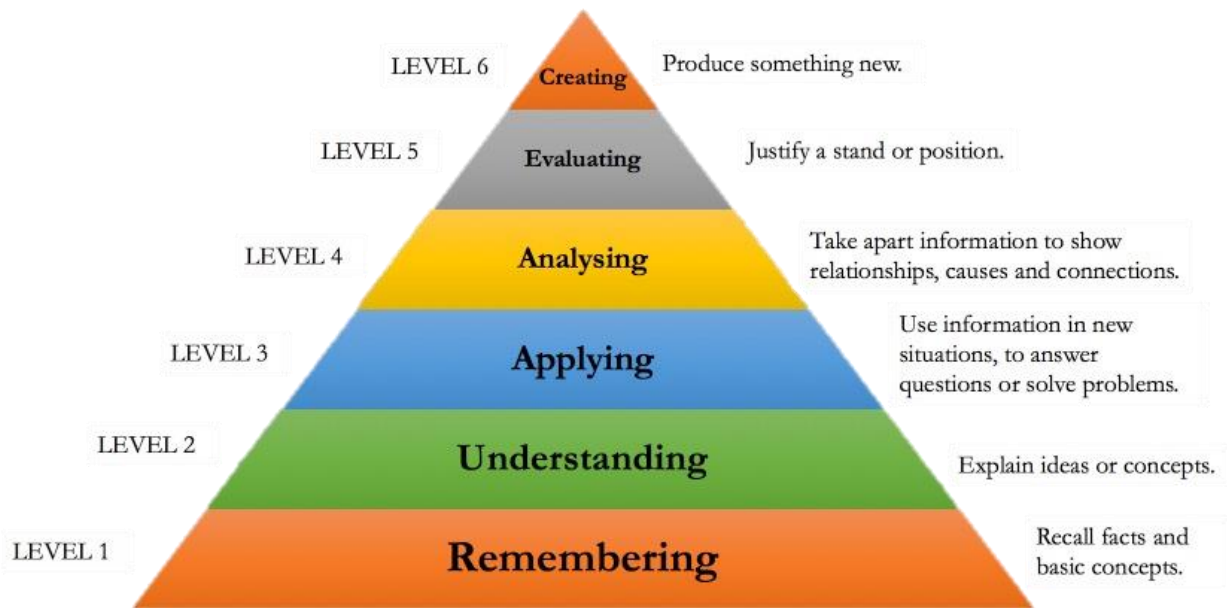 LEVEL 6
Creating
Produce something new.
LEVEL 5
Evaluating
Justify a stand or position.
LEVEL 4
Analysing
Take apart information to show
relationships, causes and connections.
LEVEL 3
Applying
Use information in new
situations, to answer
questions or solve problems.
LEVEL 2
Understanding
Explain ideas or concepts.
LEVEL 1
Remembering
Recall facts and
basic concepts.